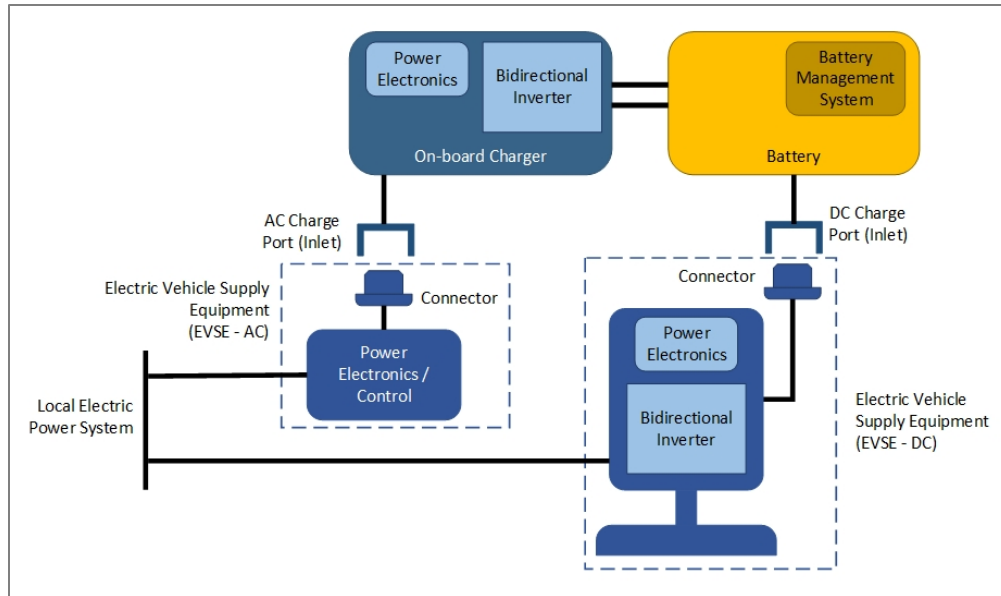 Power
Electronics
Bidirectional
Inverter
On-board Charger
Battery
Management
System
Battery
AC Charge
Port (Inlet)
DC Charge
Port (Inlet)
Electric Vehicle Supply
Equipment
(EVSE - AC)
Connector
Connector
Power
Electronics /
Control
Power
Electronics
Bidirectional
Inverter
Local Electric
Power System
Electric Vehicle
Supply Equipment
(EVSE - DC)